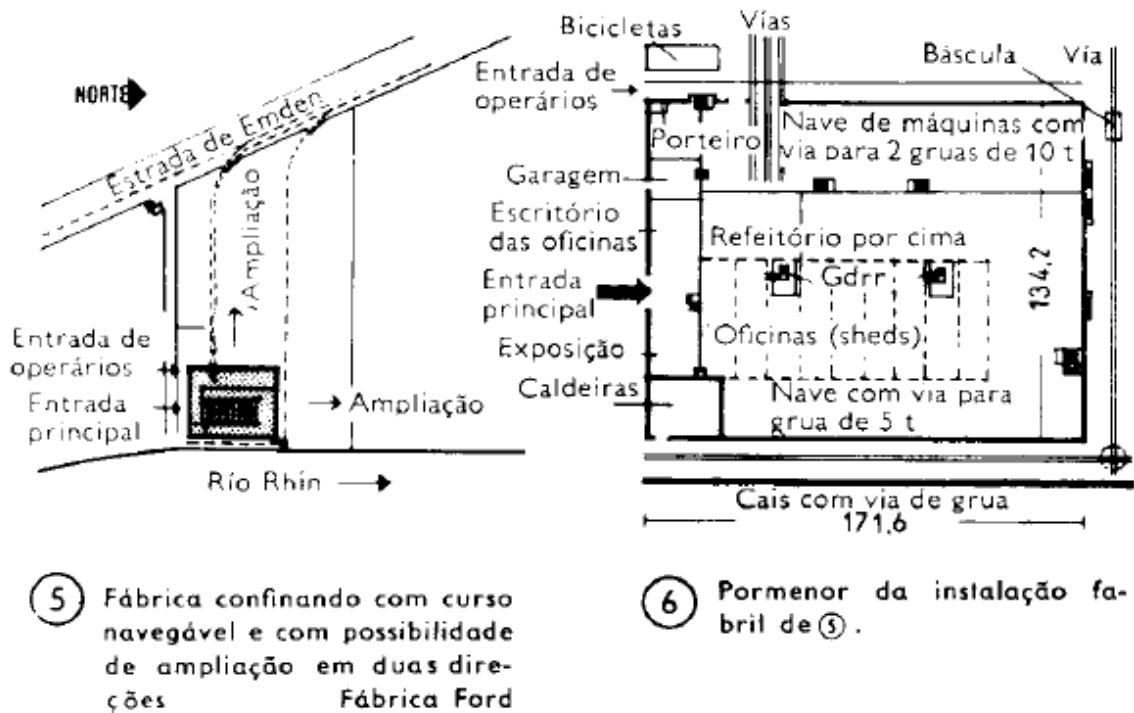 NORTE
Estrada de Emden
Ampliação
Entrada de
operários
Entrada
principal
Ampliação
Río Rhín
5
Fábrica confinando com curso
navegável e com possibilidade
de ampliação em duas dire-
ções Fábrica Ford
Bicicletas
Vías
Báscula
Vía
Entrada de
operários
Porteiro
Nave de máquinas com
via para 2 gruas de 10 t
Garagem
Escritório
das oficinas
Refeitório por cima
Gdrr
134,2
Entrada
principal
Oficinas (sheds)
Exposição
Caldeiras
Nave com via para
grua de 5 t
Cais com via de grua
171,6
6
Pormenor da instalação fa-
bril de 5 .